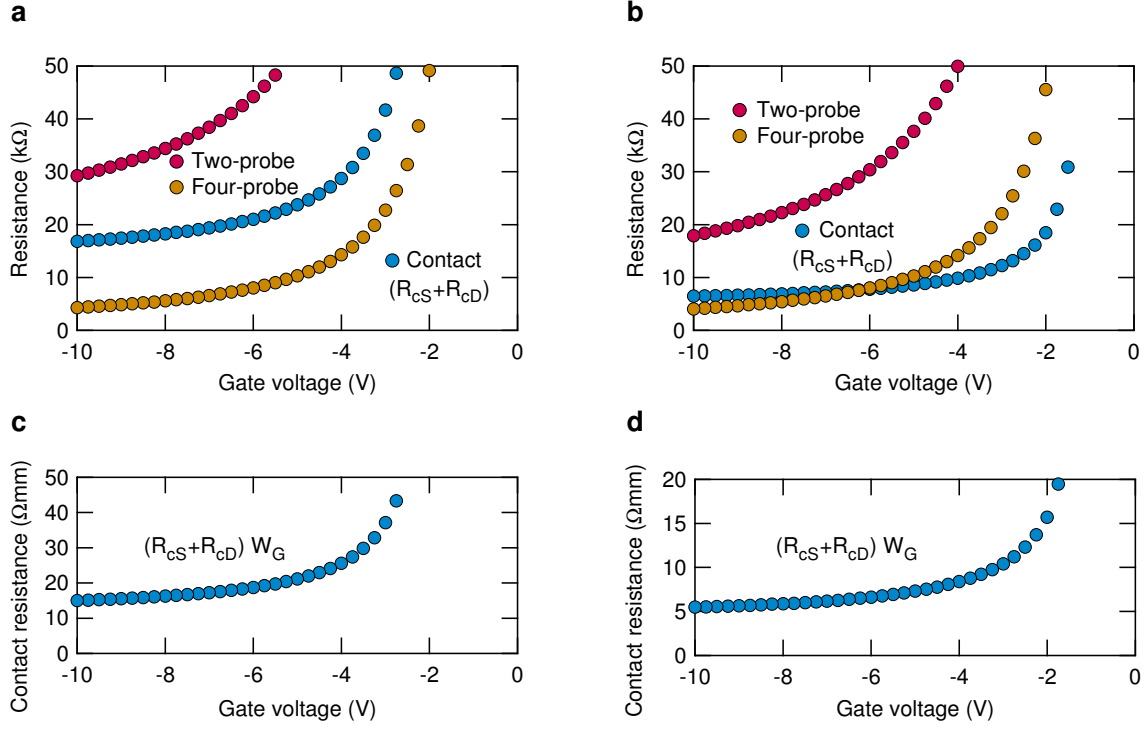 a
50
40
30
20
10
0
Resistance (kΩ)
Two-probe
Four-probe
Contact
(RcS+RcD)
-10
-8
-6
-4
-2
0
Gate voltage (V)
b
50
40
30
20
10
0
Resistance (kΩ)
Two-probe
Four-probe
Contact
(RcS+RcD)
-10
-8
-6
-4
-2
0
Gate voltage (V)
c
50
40
30
20
10
0
Contact resistance (Ωmm)
(RcS+RcD) WG
-10
-8
-6
-4
-2
0
Gate voltage (V)
d
20
15
10
5
0
Contact resistance (Ωmm)
(RcS+RcD) WG
-10
-8
-6
-4
-2
0
Gate voltage (V)